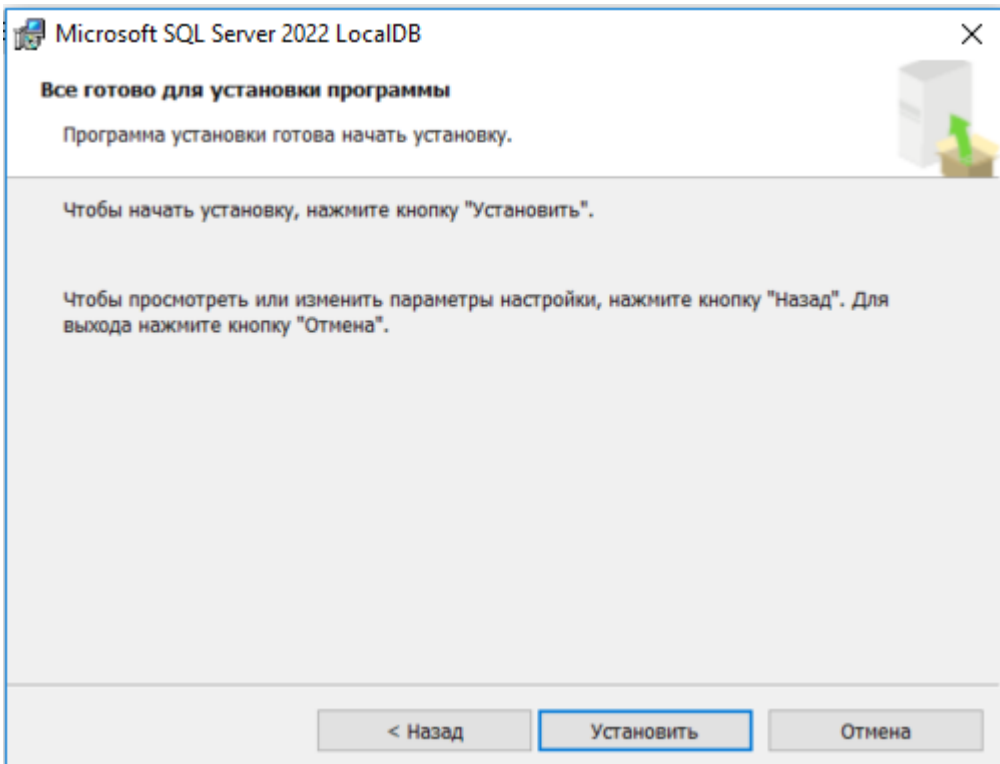 Microsoft SQL Server 2022 LocalDB
Все готово для установки программы
Программа установки готова начать установку.
Чтобы начать установку, нажмите кнопку "Установить".
Чтобы просмотреть или изменить параметры настройки, нажмите кнопку "Назад". Для
выхода нажмите кнопку "Отмена".
< Назад
Установить
Отмена